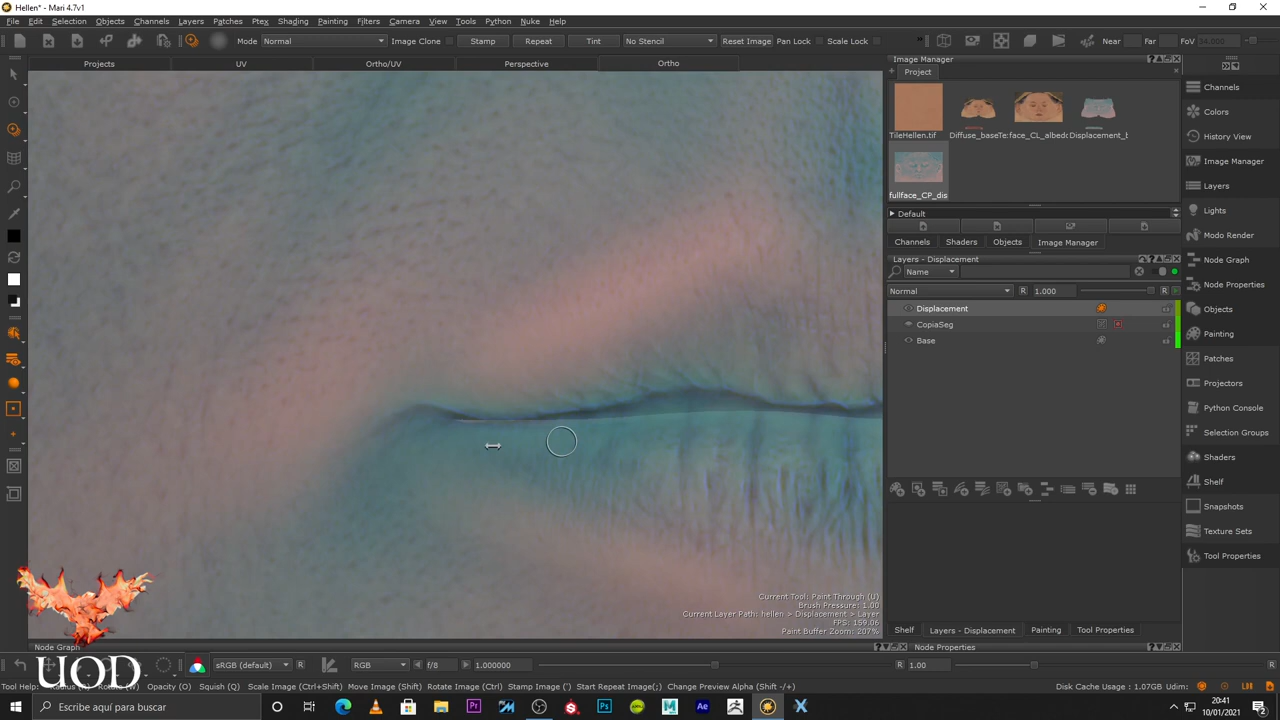 Hellen* - Mari 4.7v1
File Edit Selection Objects Channels Layers Patches Ptex Shading Painting Filters Camera View Tools Python Nuke Help
Mode Normal Image Clone Stamp Repeat Tint No Stencil Reset Image Pan Lock Scale Lock Near Far FoV 24.000
Projects UV Ortho/UV Perspective Ortho
Image Manager
Project
TileHellen.tif Diffuse_baseTe: face_CL_albedo Displacement_b
fullface_CP_dis
Default
Channels Shaders Objects Image Manager
Layers - Displacement
Name
Normal R 1.000 R
Displacement
CopiaSeg
Base
Channels
Colors
History View
Image Manager
Layers
Lights
Modo Render
Node Graph
Node Properties
Objects
Painting
Patches
Projectors
Python Console
Selection Groups
Shaders
Shelf
Snapshots
Texture Sets
Tool Properties
Current Tool: Paint Through (U)
Brush Pressure: 1.00
Current Layer Path: hellen > Displacement > Layer
FPS: 159.06
Paint Buffer Zoom: 207%
Shelf Layers - Displacement Painting Tool Properties
Node Graph Node Properties
UOD
sRGB (default) R RGB f/8 1.000000 R 1.00 R
Tool Help: Radius (R) Rotate (W) Opacity (O) Squish (Q) Scale Image (Ctrl+Shift) Move Image (Shift) Rotate Image (Ctrl) Stamp Image (') Start Repeat Image(;) Change Preview Alpha (Shift -/+) Disk Cache Usage : 1.07GB Udim:
Escribe aquí para buscar
20:41
10/01/2021
2